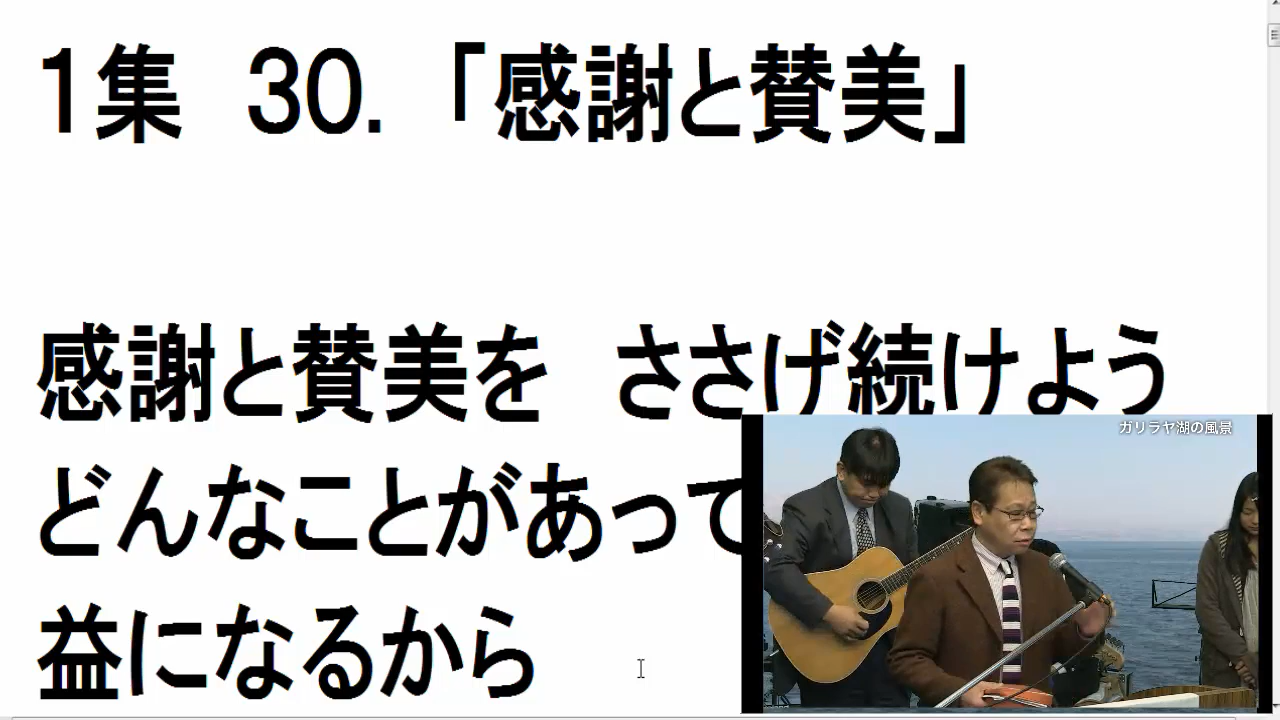 1集　30.「感謝と賛美」
感謝と賛美を　ささげ続けよう
どんなことがあって
益になるから
ガリラヤ湖の風景